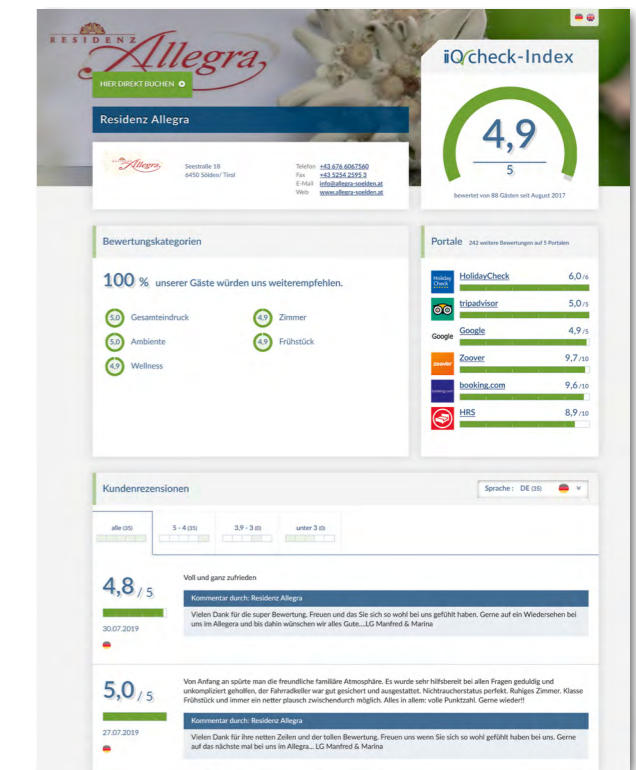 RESIDENZ
Allegra
HIER DIREKT BUCHEN
Residenz Allegra
Allegra
Seestraße 18
6450 Sölden/ Tirol
Telefon +43 676 6067560
Fax +43 5254 2595 3
E-Mail info@allegra-soelden.at
Web www.allegra-soelden.at
iiQ/check-Index
4,9
5
bewertet von 88 Gästen seit August 2017
Bewertungskategorien
100 % unserer Gäste würden uns weiterempfehlen.
5,0 Gesamteindruck
4,9 Zimmer
5,0 Ambiente
4,9 Frühstück
4,9 Wellness
Portale 242 weitere Bewertungen auf 5 Portalen
Holiday
Check
HolidayCheck 6,0 /6
tripadvisor 5,0 /5
Google Google 4,9 /5
zoover Zoover 9,7 /10
booking.com booking.com 9,6 /10
HRS 8,9 /10
Kundenrezensionen
Sprache : DE (35)
alle (35) 5 - 4 (35) 3,9 - 3 (0) unter 3 (0)
4,8 / 5
30.07.2019
Voll und ganz zufrieden
Kommentar durch: Residenz Allegra
Vielen Dank für die super Bewertung, Freuen und das Sie sich so wohl bei uns gefühlt haben. Gerne auf ein Wiedersehen bei
uns im Allegera und bis dahin wünschen wir alles Gute....LG Manfred & Marina
5,0 / 5
27.07.2019
Von Anfang an spürte man die freundliche familiäre Atmosphäre. Es wurde sehr hilfsbereit bei allen Fragen geduldig und
unkompliziert geholfen, der Fahrradkeller war gut gesichert und ausgestattet. Nichtraucherstatus perfekt. Ruhiges Zimmer. Klasse
Frühstück und immer ein netter plausch zwischendurch möglich. Alles in allem: volle Punktzahl. Gerne wieder!!
Kommentar durch: Residenz Allegra
Vielen Dank für ihre netten Zeilen und der tollen Bewertung. Freuen uns wenn Sie sich so wohl gefühlt haben bei uns. Gerne
auf das nächste mal bei uns im Allegra... LG Manfred & Marina